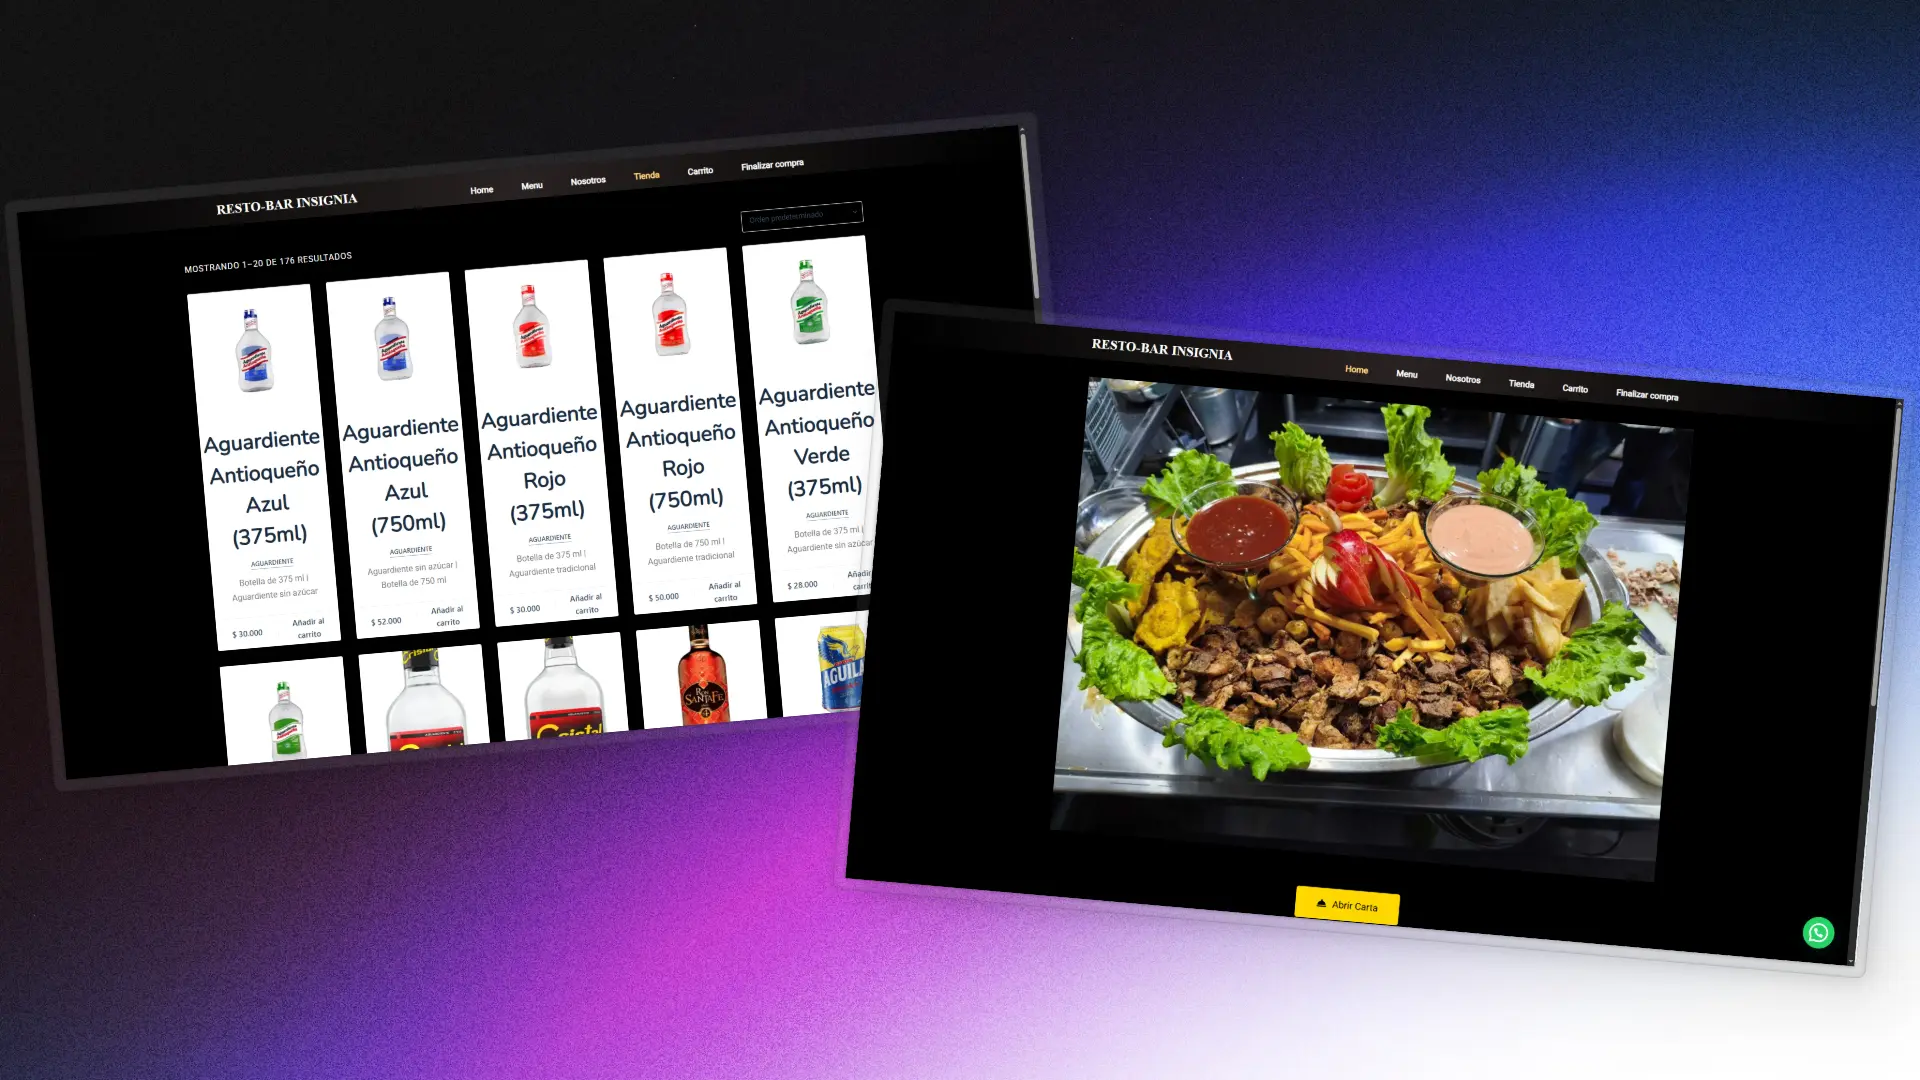 RESTO-BAR INSIGNIA
Home
Menu
Nosotros
Tienda
Carrito
Finalizar compra
Orden predeterminado
MOSTRANDO 1–20 DE 176 RESULTADOS
Aguardiente
Antioqueño
Azul
(375ml)
AGUARDIENTE
Botella de 375 ml |
Aguardiente sin azúcar
$ 30.000
Añadir al
carrito
Aguardiente
Antioqueño
Azul
(750ml)
AGUARDIENTE
Aguardiente sin azúcar |
Botella de 750 ml
$ 52.000
Añadir al
carrito
Aguardiente
Antioqueño
Rojo
(375ml)
AGUARDIENTE
Botella de 375 ml |
Aguardiente tradicional
$ 30.000
Añadir al
carrito
Aguardiente
Antioqueño
Rojo
(750ml)
AGUARDIENTE
Botella de 750 ml |
Aguardiente tradicional
$ 50.000
Añadir al
carrito
Aguardiente
Antioqueño
Verde
(375ml)
AGUARDIENTE
Botella de 375 ml |
Aguardiente sin azúcar
$ 28.000
Añadir
Cristal
RON
SANTAFE
AGUILA
RESTO-BAR INSIGNIA
Home
Menu
Nosotros
Tienda
Carrito
Finalizar compra
Abrir Carta